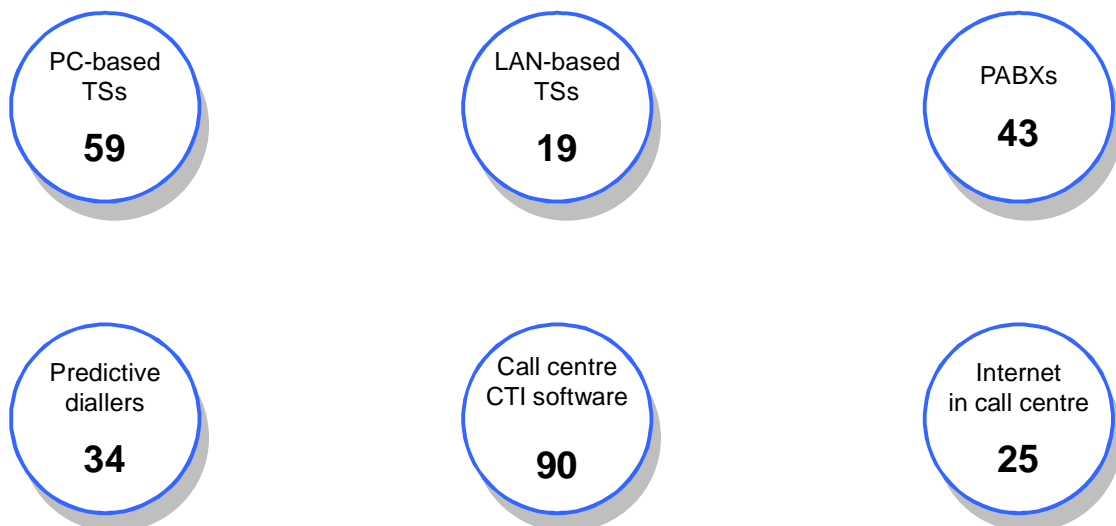 PC-based
TSs
59
LAN-based
TSs
19
PABXs
43
Predictive
diallers
34
Call centre
CTI software
90
Internet
in call centre
25